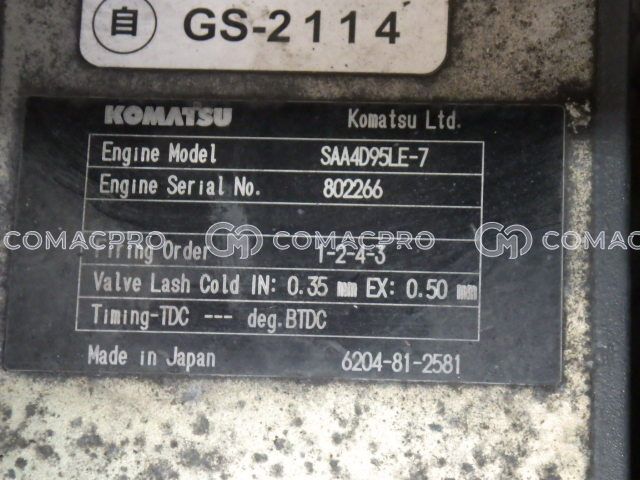 自 GS-2114
KOMATSU Komatsu Ltd.
Engine Model SAA4D95LE-7
Engine Serial No. 802266
COMACPRO COMACPRO COMACPRO
Firing Order 1-2-4-3
Valve Lash Cold IN: 0.35 mm EX: 0.50 mm
Timing-TDC --- deg.BTDC
Made in Japan 6204-81-2581